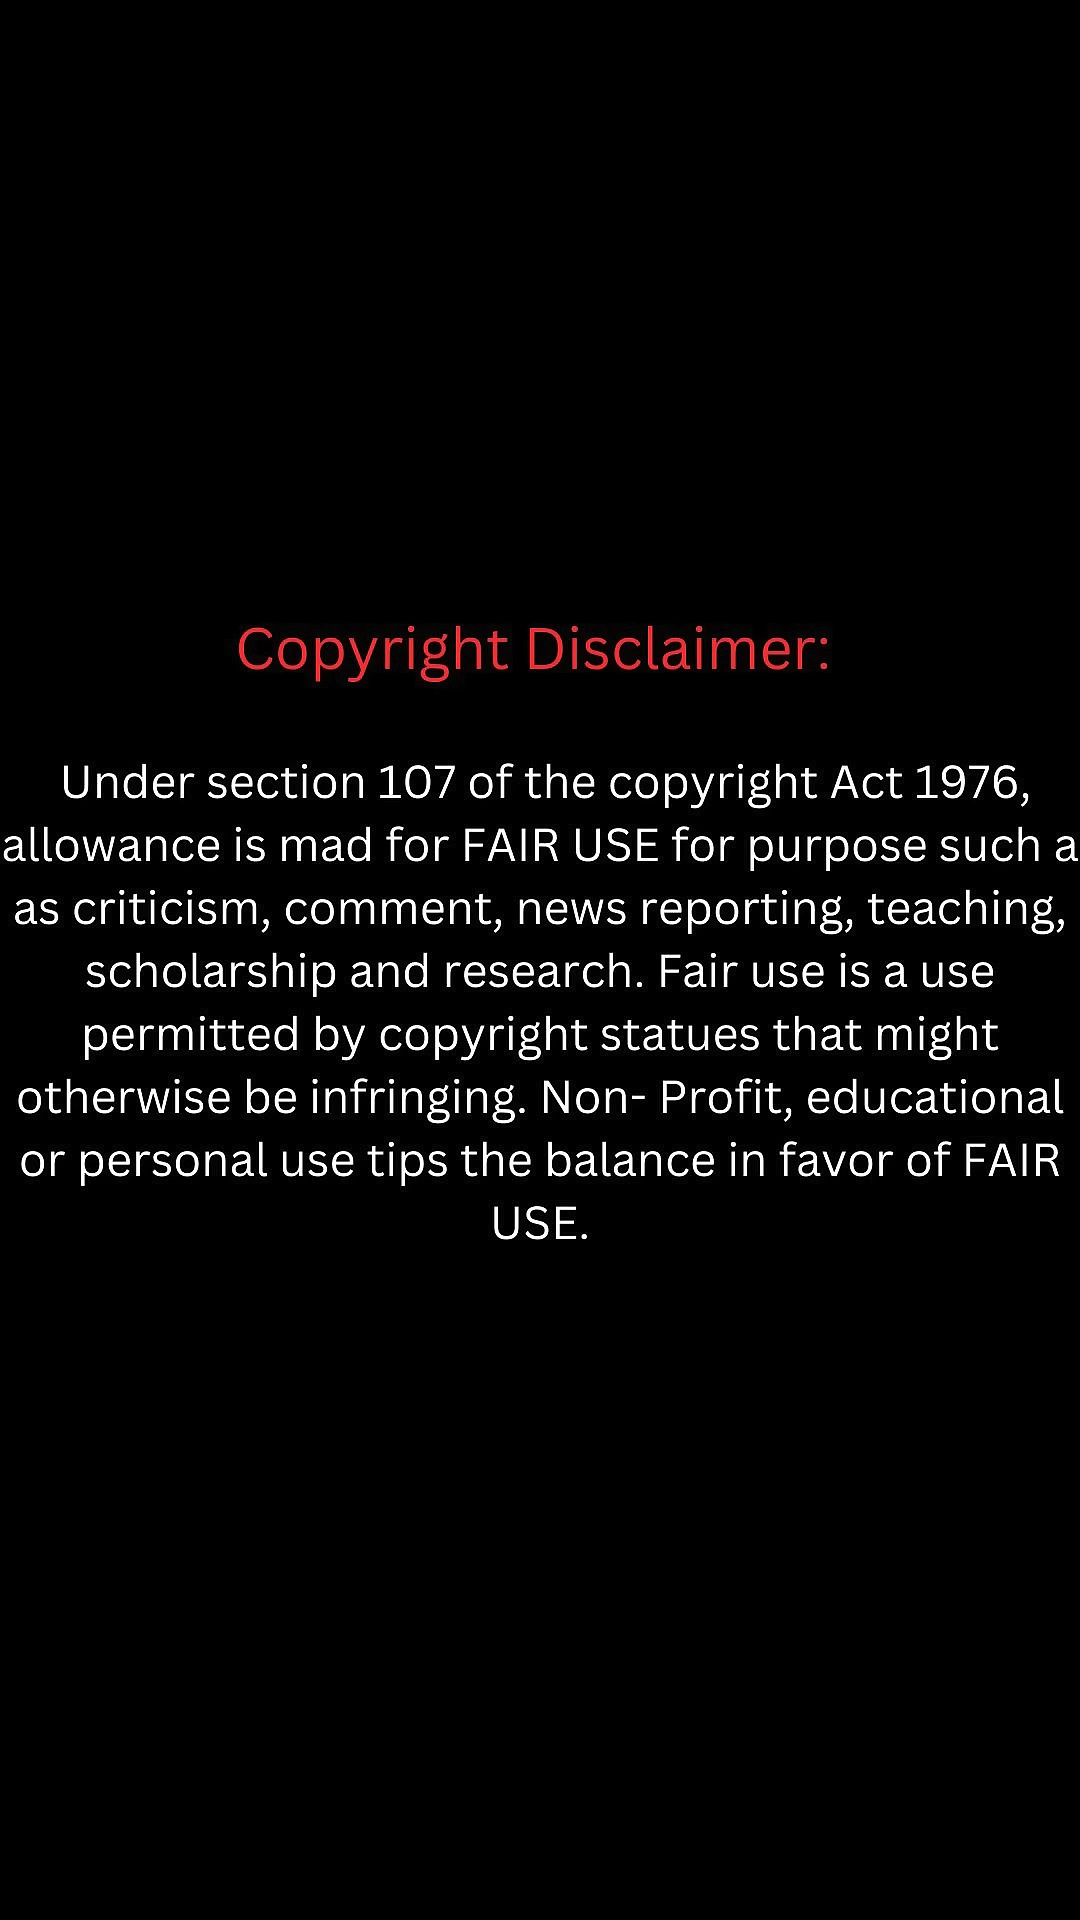 Copyright Disclaimer:
Under section 107 of the copyright Act 1976,
allowance is mad for FAIR USE for purpose such a
as criticism, comment, news reporting, teaching,
scholarship and research. Fair use is a use
permitted by copyright statues that might
otherwise be infringing. Non- Profit, educational
or personal use tips the balance in favor of FAIR
USE.